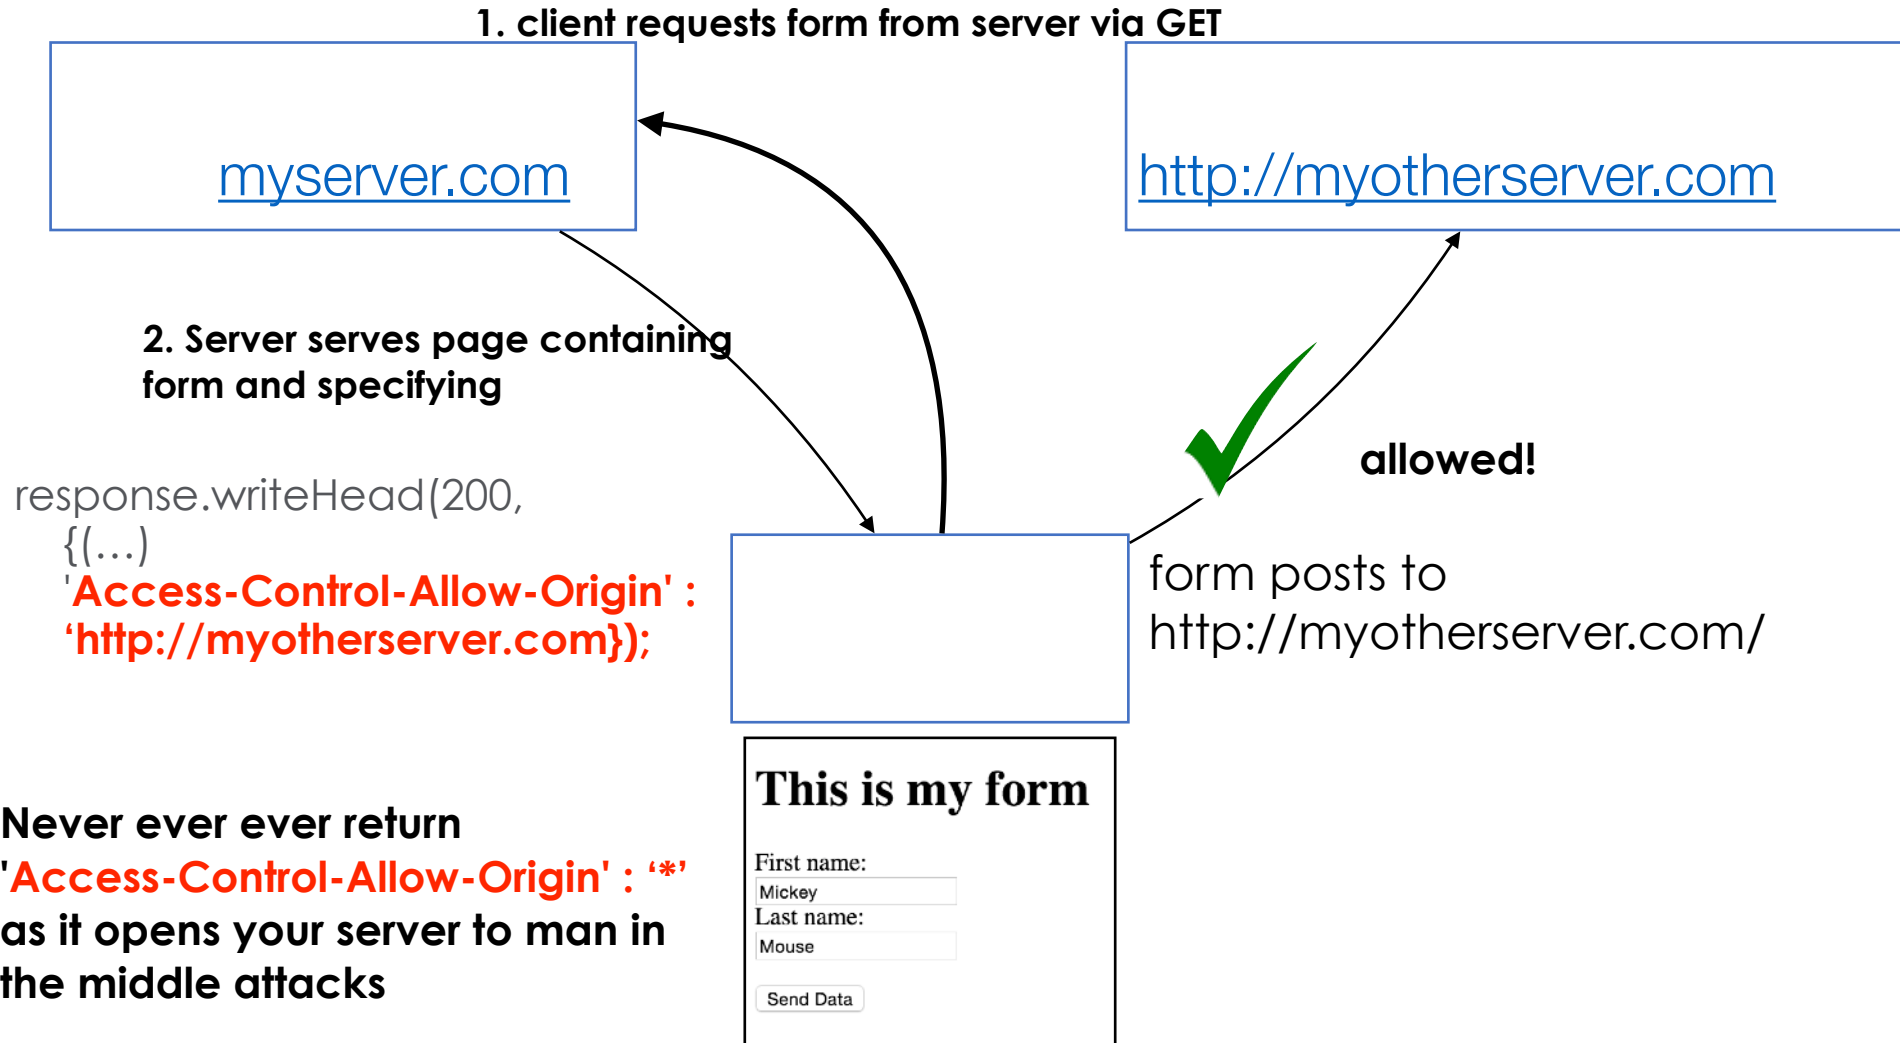 1. client requests form from server via GET
myserver.com
http://myotherserver.com
2. Server serves page containing
form and specifying
allowed!
response.writeHead(200,
{(…)
'Access-Control-Allow-Origin' :
‘http://myotherserver.com});
form posts to
http://myotherserver.com/
Never ever ever return
'Access-Control-Allow-Origin' : ‘*’
as it opens your server to man in
the middle attacks
This is my form
First name:
Mickey
Last name:
Mouse
Send Data